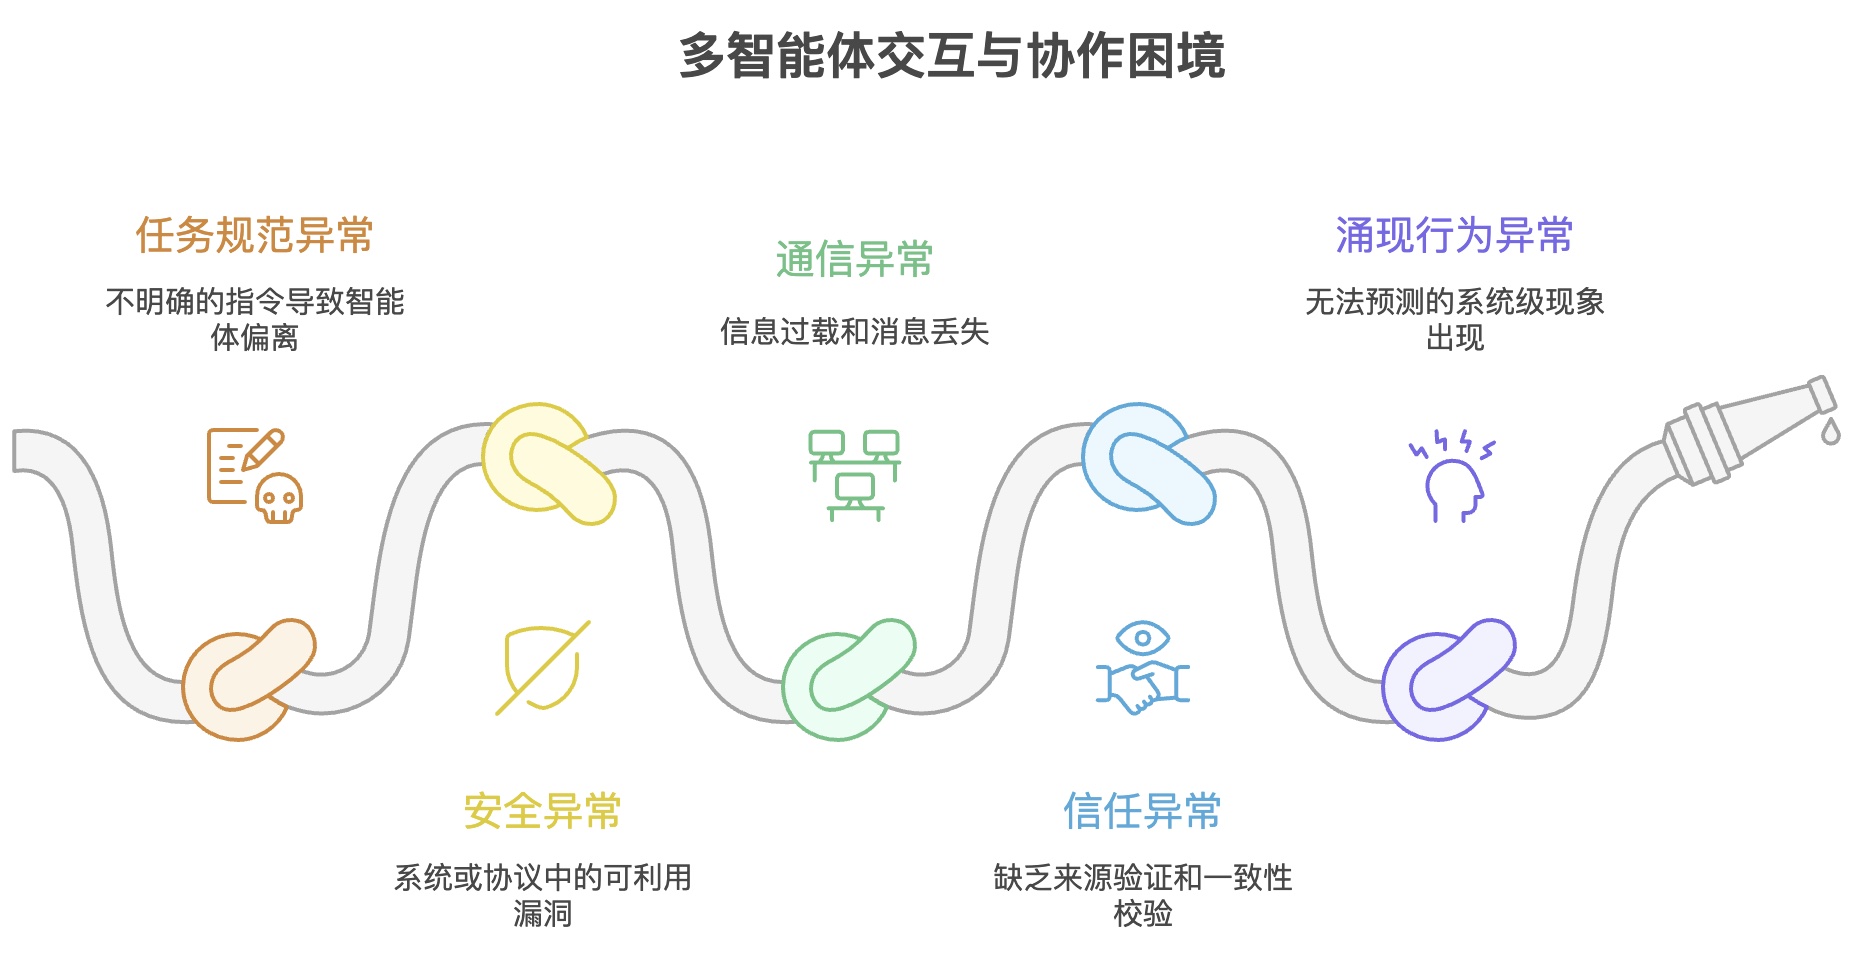 多智能体交互与协作困境
任务规范异常
不明确的指令导致智能
体偏离
通信异常
信息过载和消息丢失
涌现行为异常
无法预测的系统级现象
出现
安全异常
系统或协议中的可利用
漏洞
信任异常
缺乏来源验证和一致性
校验